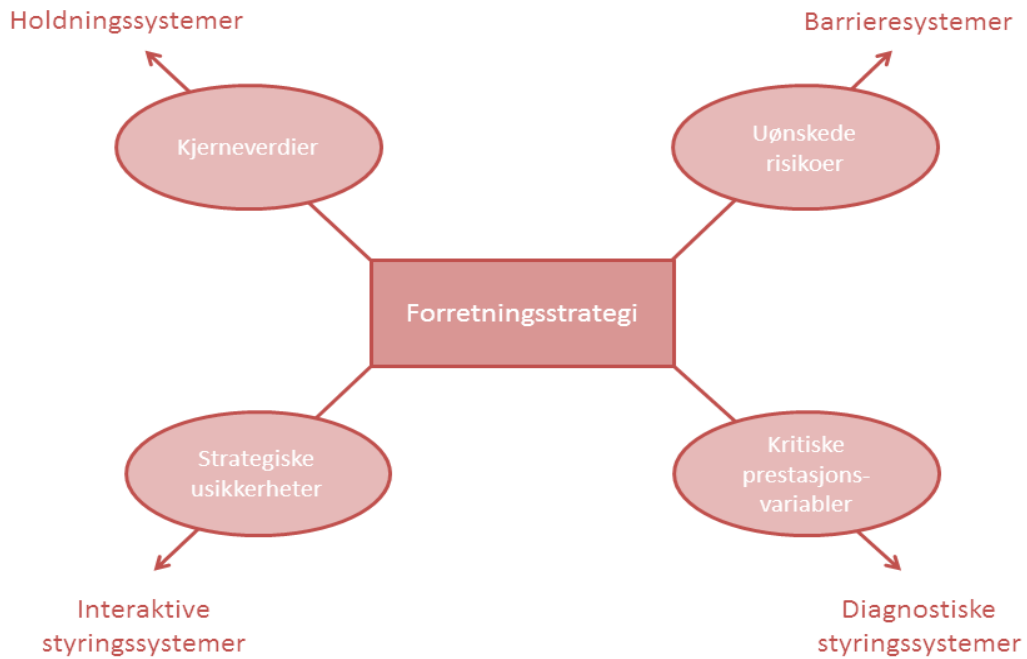 Holdningssystemer
Barrieresystemer
Kjerneverdier
Uønskede
risikoer
Forretningsstrategi
Strategiske
usikkerheter
Kritiske
prestasjons-
variabler
Interaktive
styringssystemer
Diagnostiske
styringssystemer